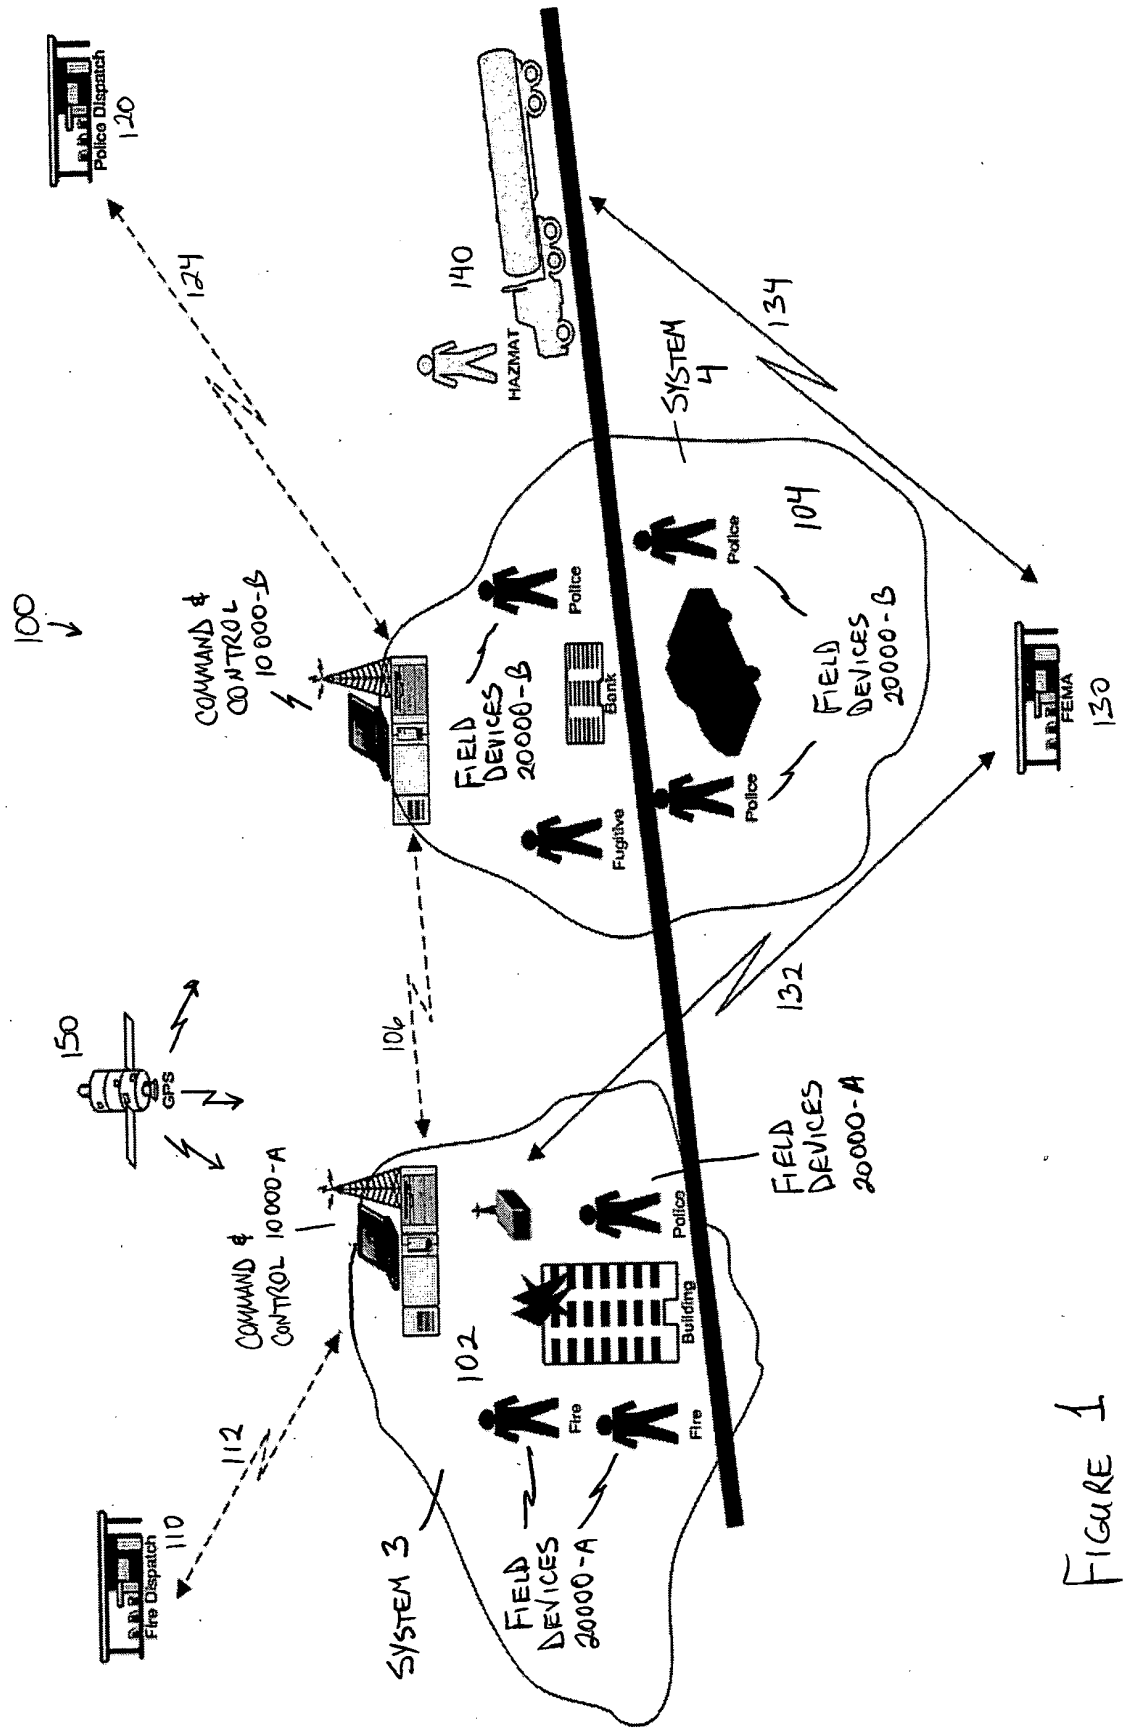 100
Police Dispatch
120
124
150
GPS
Fire Dispatch
110
112
COMMAND &
CONTROL 10000-A
106
COMMAND &
CONTROL
10000-B
HAZMAT
140
SYSTEM 3
102
FIELD
DEVICES
20000-A
Fire
Fire
Building
Police
FIELD
DEVICES
20000-A
FIELD
DEVICES
20000-B
Police
Bank
Fugitive
Police
Police
104
FIELD
DEVICES
20000-B
SYSTEM
4
132
134
FEMA
130
FIGURE 1